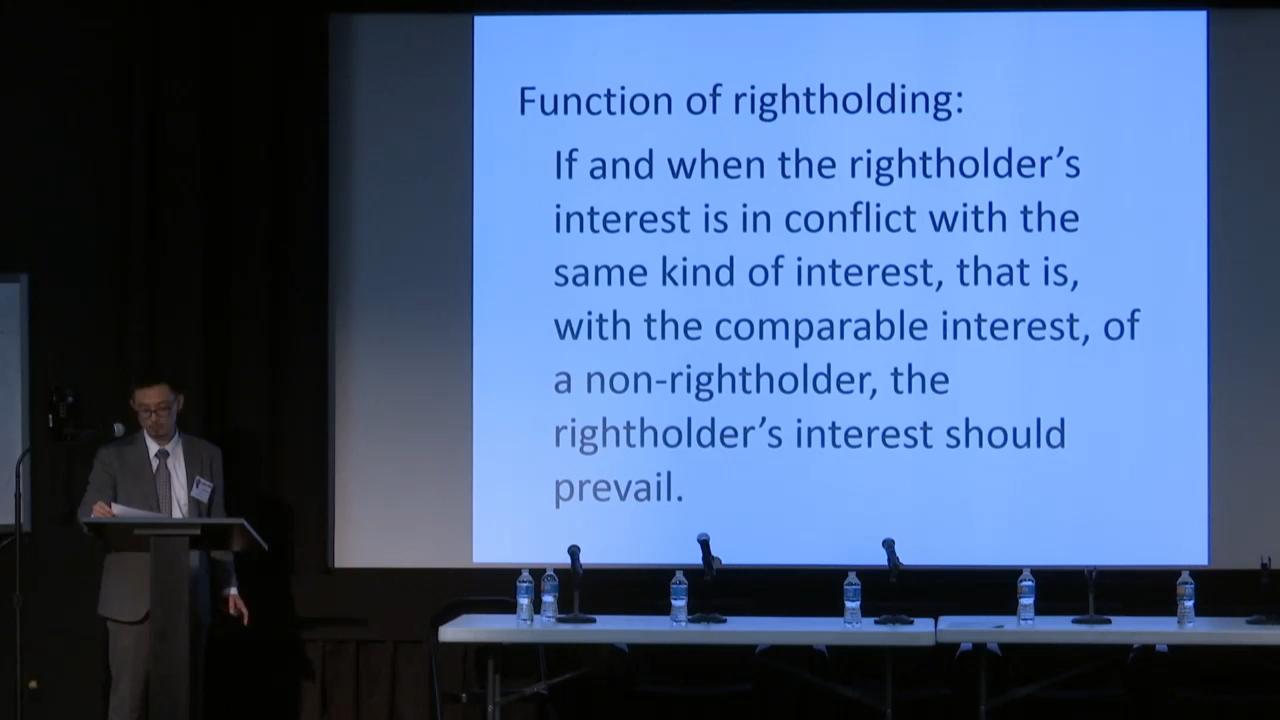 Function of rightholding:
If and when the rightholder’s
interest is in conflict with the
same kind of interest, that is,
with the comparable interest, of
a non-rightholder, the
rightholder’s interest should
prevail.